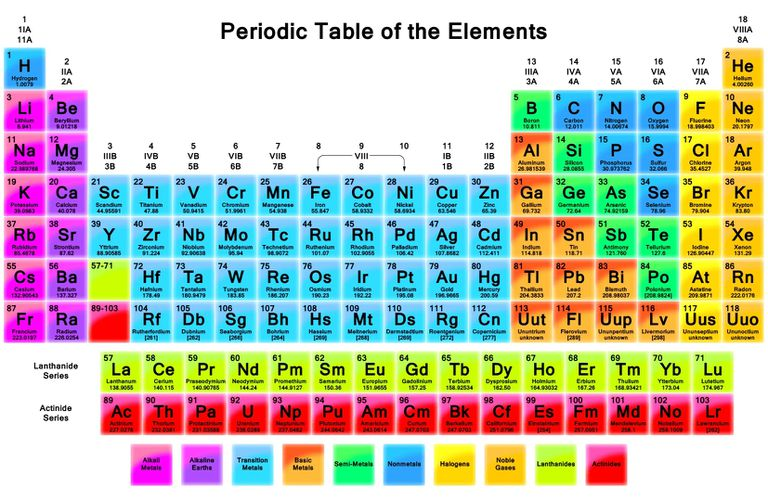 Periodic Table of the Elements
1 18
1IA VIIIA
11A 8A
1 2
H He
Hydrogen Helium
1.0079 4.00260
2 13 14 15 16 17
IIA IIIA IVA VA VIA VIIA
2A 3A 4A 5A 6A 7A
3 4 5 6 7 8 9 10
Li Be B C N O F Ne
Lithium Beryllium Boron Carbon Nitrogen Oxygen Fluorine Neon
6.941 9.01218 10.811 12.011 14.00674 15.9994 18.998403 20.1797
3 4 5 6 7 8 9 10 11 12
IIIB IVB VB VIB VIIB VIII IB IIB
3B 4B 5B 6B 7B 8 1B 2B
11 12 13 14 15 16 17 18
Na Mg Al Si P S Cl Ar
Sodium Magnesium Aluminum Silicon Phosphorus Sulfur Chlorine Argon
22.989768 24.305 26.981539 28.0855 30.973762 32.066 35.4527 39.948
19 20 21 22 23 24 25 26 27 28 29 30 31 32 33 34 35 36
K Ca Sc Ti V Cr Mn Fe Co Ni Cu Zn Ga Ge As Se Br Kr
Potassium Calcium Scandium Titanium Vanadium Chromium Manganese Iron Cobalt Nickel Copper Zinc Gallium Germanium Arsenic Selenium Bromine Krypton
39.0983 40.078 44.95591 47.88 50.9415 51.9961 54.938 55.847 58.9332 58.6934 63.546 65.39 69.732 72.64 74.92159 78.96 79.904 83.80
37 38 39 40 41 42 43 44 45 46 47 48 49 50 51 52 53 54
Rb Sr Y Zr Nb Mo Tc Ru Rh Pd Ag Cd In Sn Sb Te I Xe
Rubidium Strontium Yttrium Zirconium Niobium Molybdenum Technetium Ruthenium Rhodium Palladium Silver Cadmium Indium Tin Antimony Tellurium Iodine Xenon
85.4678 87.62 88.90585 91.224 92.90638 95.94 98.9072 101.07 102.9055 106.42 107.8682 112.411 114.818 118.71 121.760 127.6 126.90447 131.29
55 56 57-71 72 73 74 75 76 77 78 79 80 81 82 83 84 85 86
Cs Ba Hf Ta W Re Os Ir Pt Au Hg Tl Pb Bi Po At Rn
Cesium Barium Hafnium Tantalum Tungsten Rhenium Osmium Iridium Platinum Gold Mercury Thallium Lead Bismuth Polonium Astatine Radon
132.90543 137.327 178.49 180.9479 183.85 186.207 190.23 192.22 195.08 196.9665 200.59 204.3833 207.2 208.98037 [208.9824] 209.9871 222.0176
87 88 89-103 104 105 106 107 108 109 110 111 112 113 114 115 116 117 118
Fr Ra Rf Db Sg Bh Hs Mt Ds Rg Cn Uut Fl Uup Lv Uus Uuo
Francium Radium Rutherfordium Dubnium Seaborgium Bohrium Hassium Meitnerium Darmstadtium Roentgenium Copernicium Ununtrium Flerovium Ununpentium Livermorium Ununseptium Ununoctium
223.0197 226.0254 [261] [262] [266] [264] [269] [268] [269] [272] [277] unknown [289] unknown [298] unknown unknown
Lanthanide
Series
57 58 59 60 61 62 63 64 65 66 67 68 69 70 71
La Ce Pr Nd Pm Sm Eu Gd Tb Dy Ho Er Tm Yb Lu
Lanthanum Cerium Praseodymium Neodymium Promethium Samarium Europium Gadolinium Terbium Dysprosium Holmium Erbium Thulium Ytterbium Lutetium
138.9055 140.115 140.90765 144.24 144.9127 150.36 151.9655 157.25 158.92534 162.50 164.93032 167.26 168.93421 173.04 174.967
Actinide
Series
89 90 91 92 93 94 95 96 97 98 99 100 101 102 103
Ac Th Pa U Np Pu Am Cm Bk Cf Es Fm Md No Lr
Actinium Thorium Protactinium Uranium Neptunium Plutonium Americium Curium Berkelium Californium Einsteinium Fermium Mendelevium Nobelium Lawrencium
Alkali Alkaline Transition Basic Semi-Metals Nonmetals Halogens Noble Lanthanides Actinides
Metals Earths Metals Metals Gases